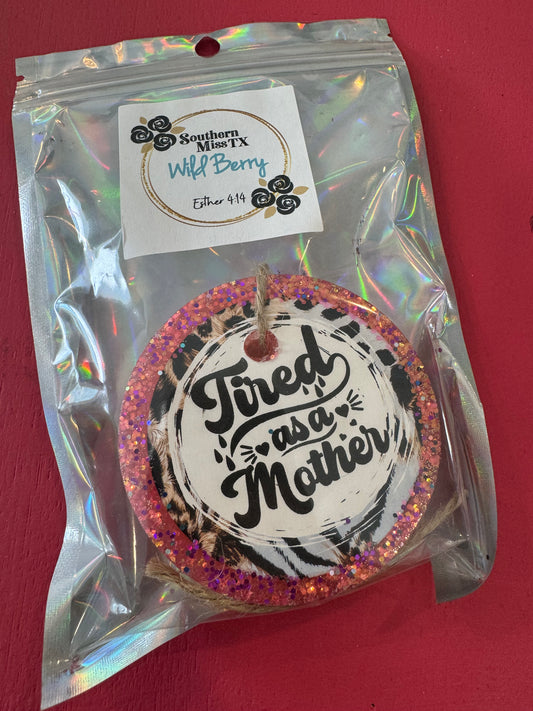 Southern
Miss TX
Wild Berry
Esther 4:14
Tired
as a
Mother